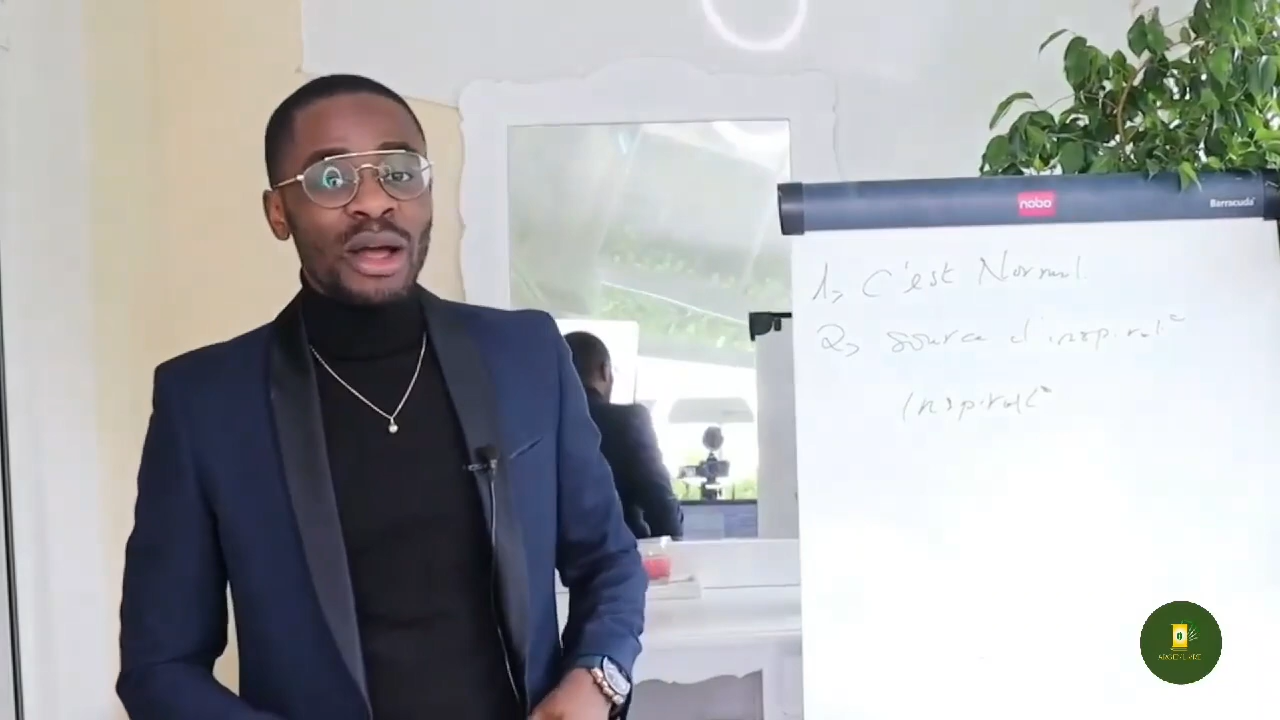 nobo
Barracuda
1, C'est Normal
2, Source d'inspirat°
Inspirat°